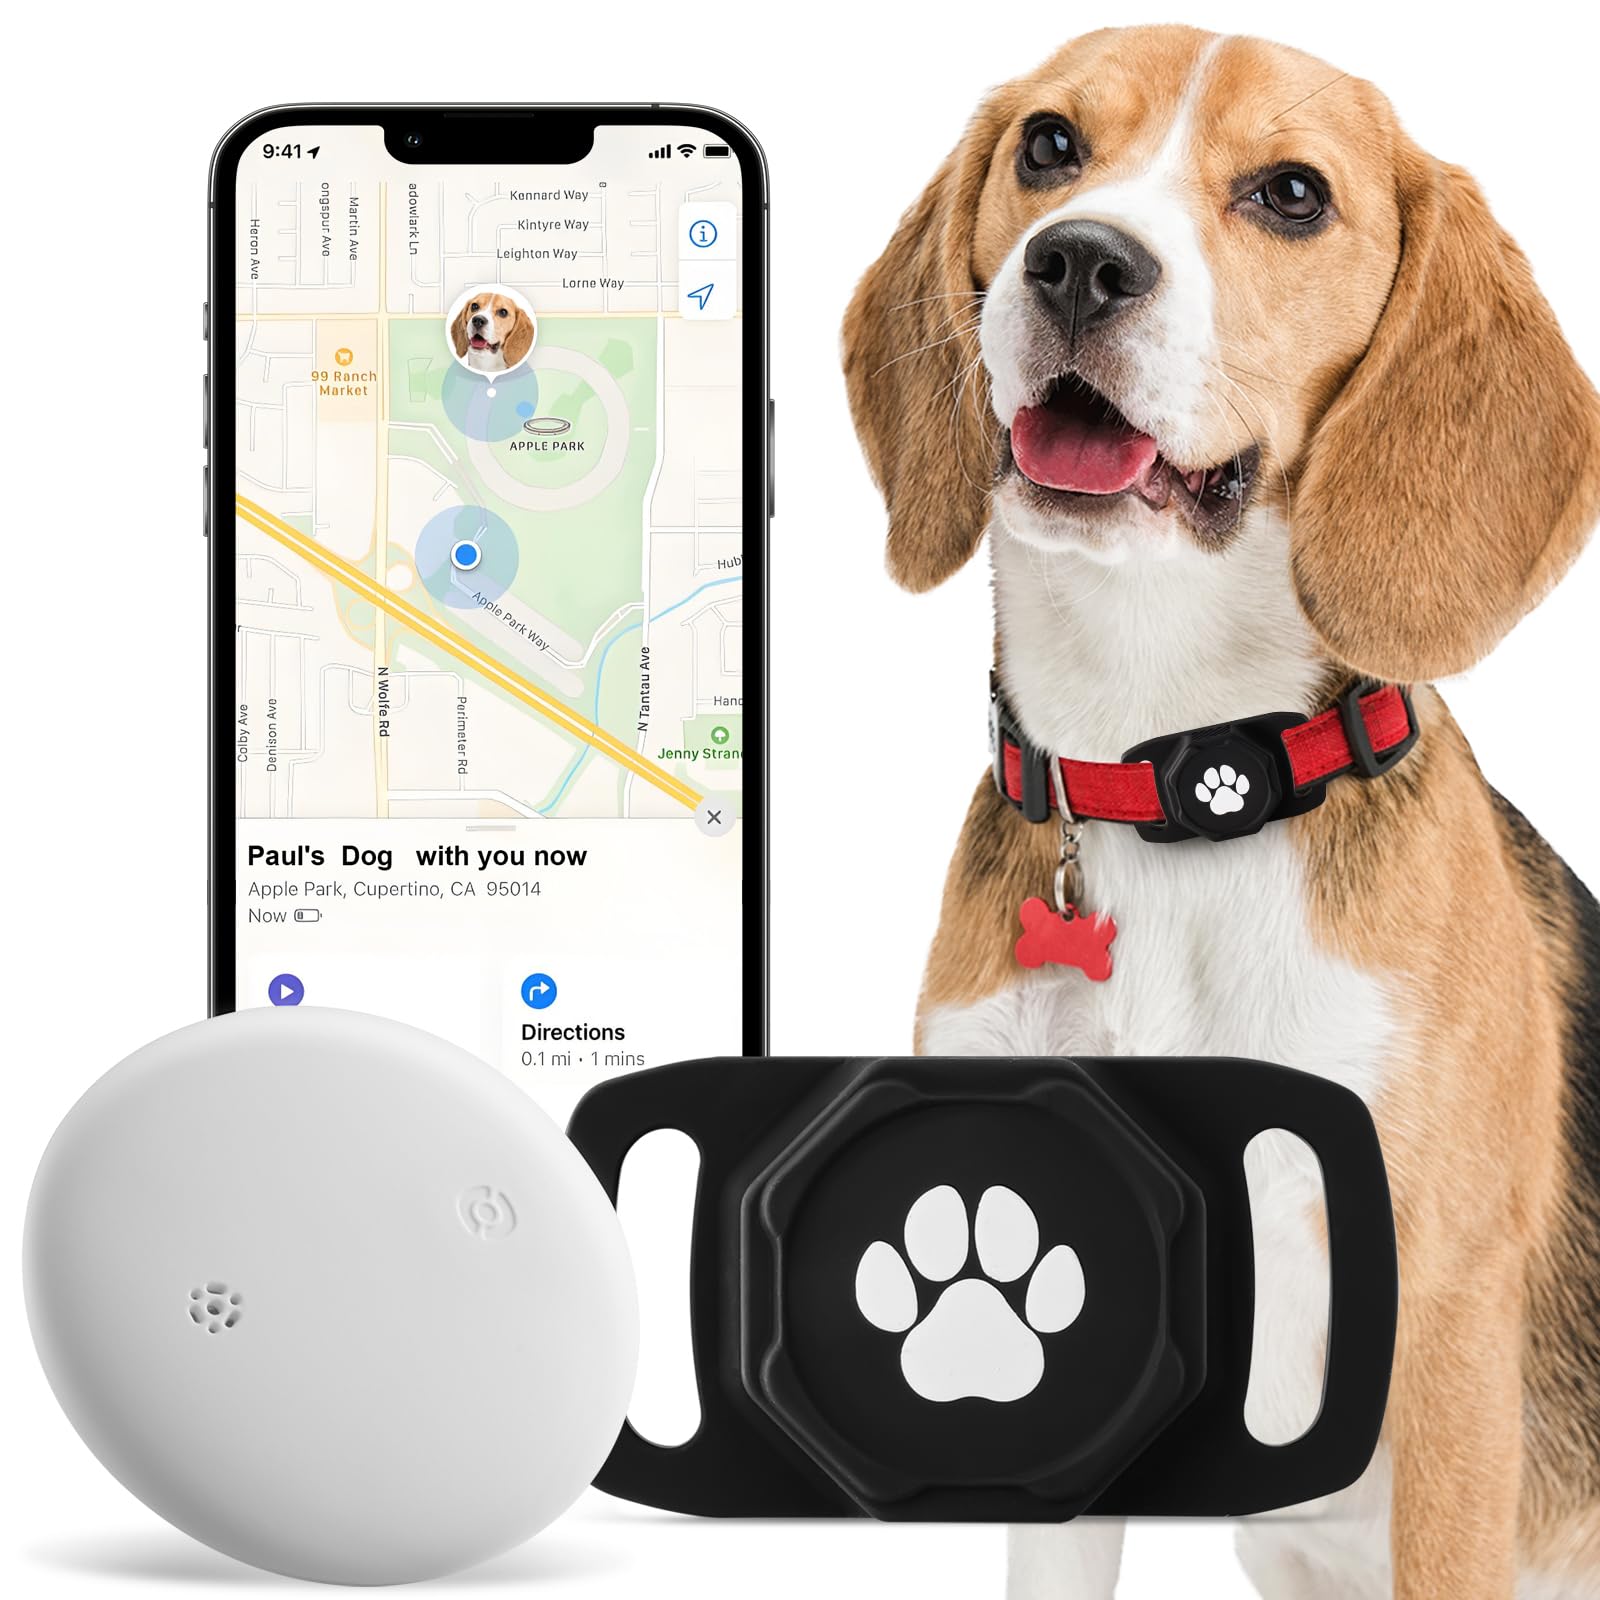 9:41
Kennard Way
Kintyre Way
Leighton Way
Lorne Way
Heron Ave
ongspur Ave
Martin Ave
adowlark Ln
99 Ranch
Market
APPLE PARK
Apple Park Way
Hubb
N Wolfe Rd
Perimeter Rd
N Tantau Ave
Colby Ave
Denison Ave
Hanc
Jenny Stran
Paul's Dog with you now
Apple Park, Cupertino, CA 95014
Now
Directions
0.1 mi • 1 mins